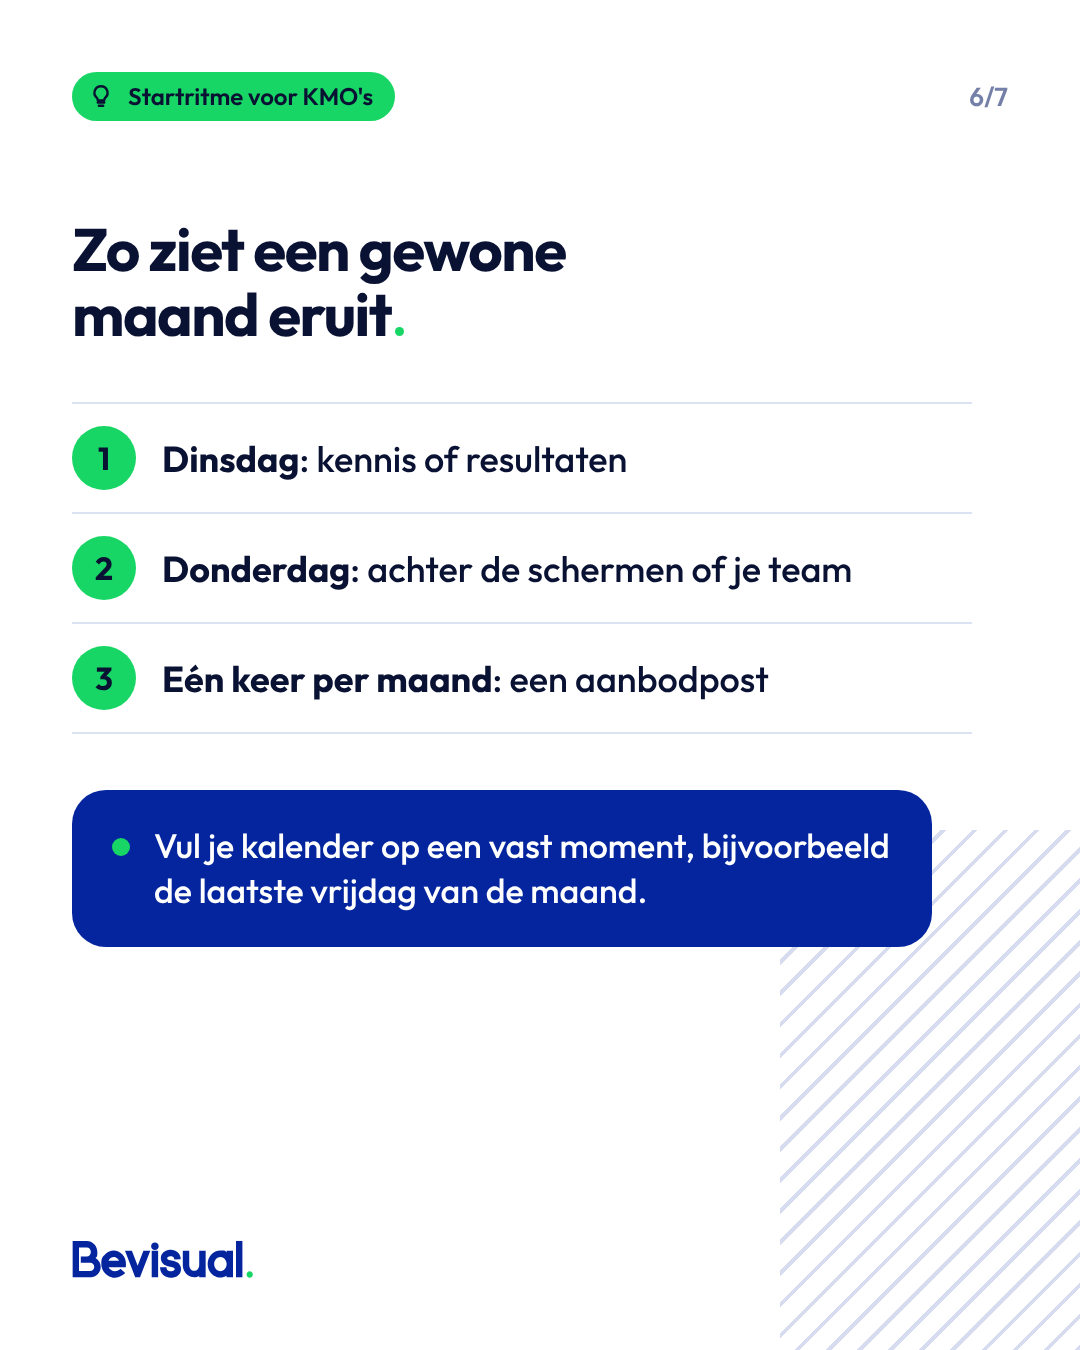 Startritme voor KMO's
6/7
Zo ziet een gewone
maand eruit.
1 Dinsdag: kennis of resultaten
2 Donderdag: achter de schermen of je team
3 Eén keer per maand: een aanbodpost
Vul je kalender op een vast moment, bijvoorbeeld
de laatste vrijdag van de maand.
Bevisual.